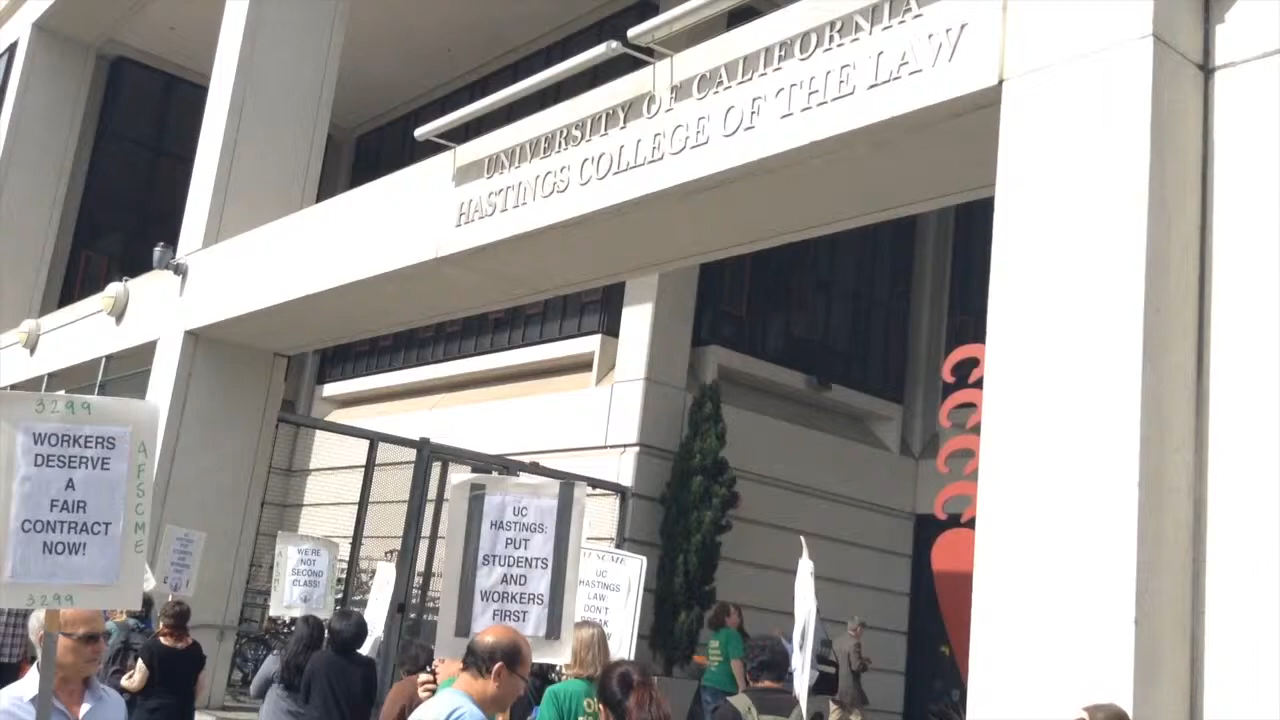 UNIVERSITY OF CALIFORNIA
HASTINGS COLLEGE OF THE LAW
3299
WORKERS
DESERVE
A
FAIR
CONTRACT
NOW!
AFSCME
3299
WE'RE
NOT
SECOND
CLASS!
UC
HASTINGS:
PUT
STUDENTS
AND
WORKERS
FIRST
UC
HASTINGS
LAW:
DON'T